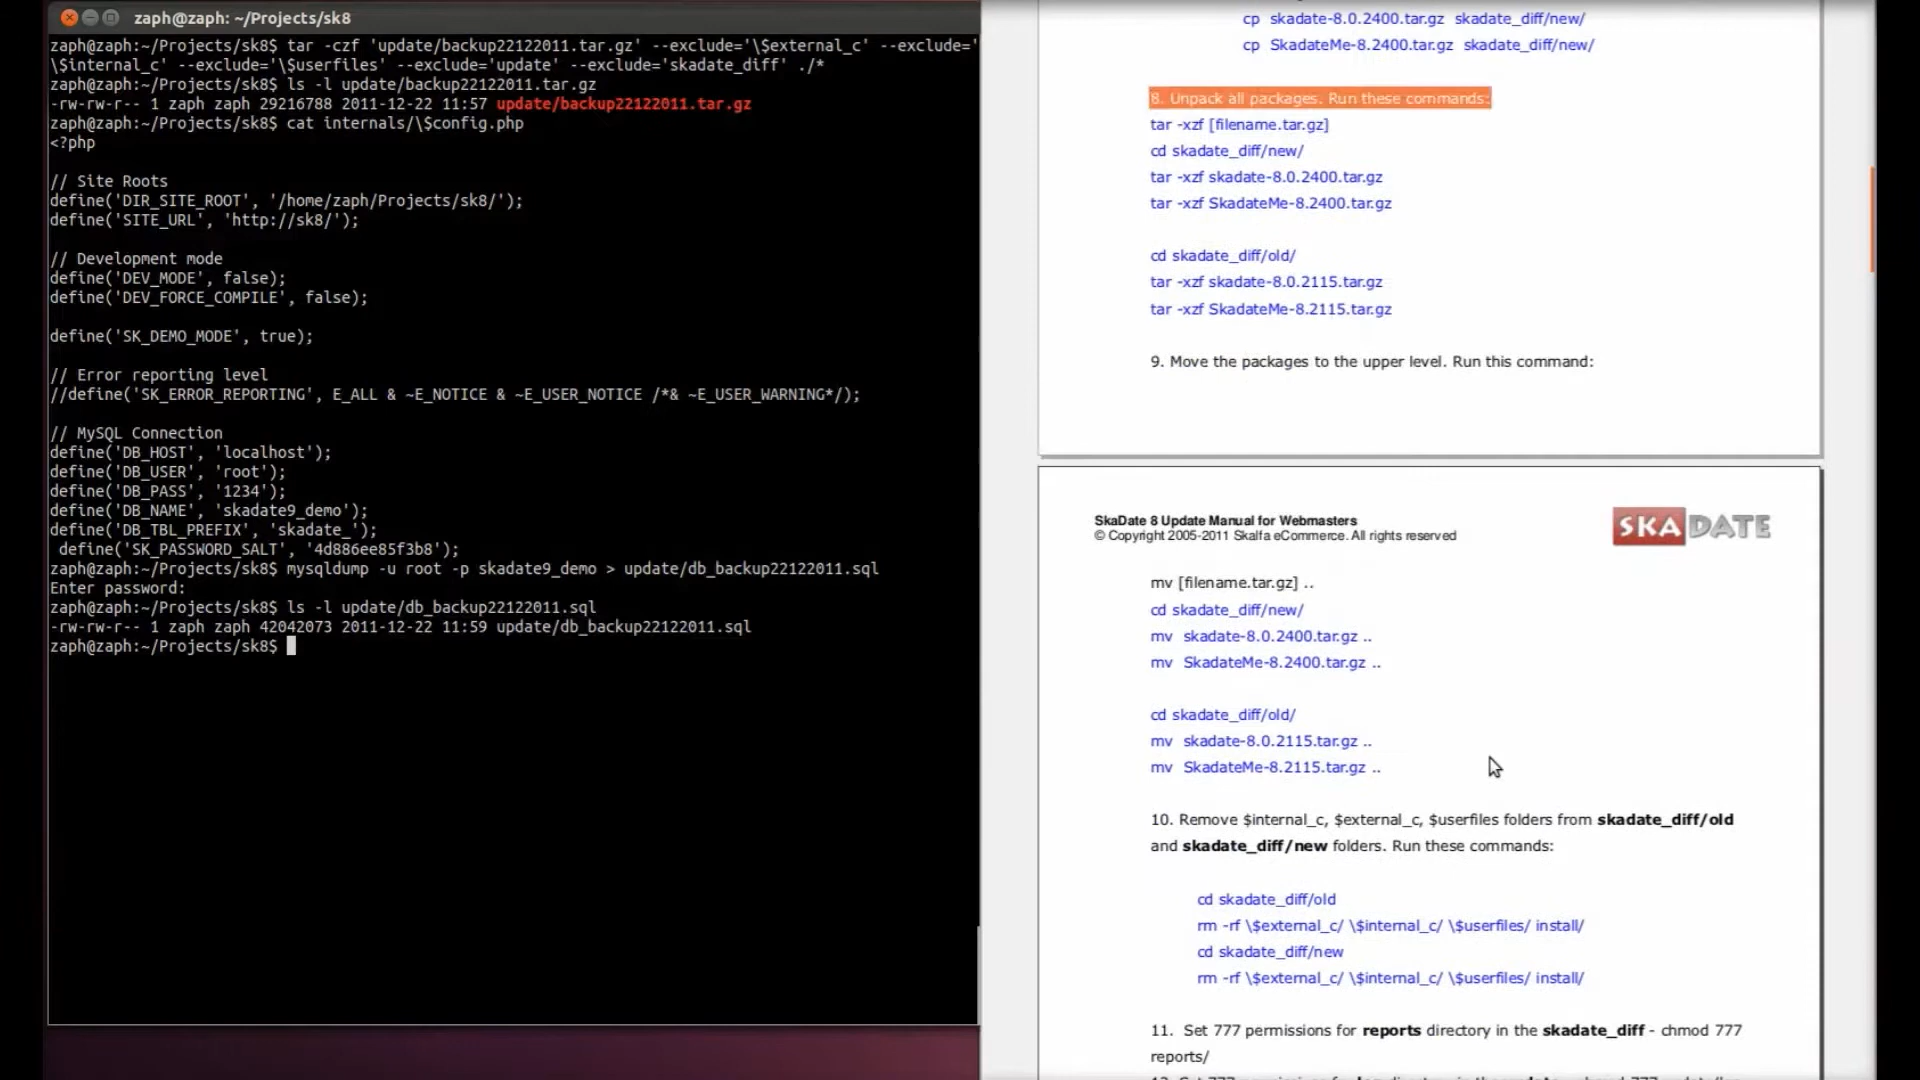 zaph@zaph: ~/Projects/sk8
zaph@zaph:~/Projects/sk8$ tar -czf 'update/backup22122011.tar.gz' --exclude='\$external_c' --exclude='
\$internal_c' --exclude='\$userfiles' --exclude='update' --exclude='skadate_diff' ./*
zaph@zaph:~/Projects/sk8$ ls -l update/backup22122011.tar.gz
-rw-rw-r-- 1 zaph zaph 29216788 2011-12-22 11:57 update/backup22122011.tar.gz
zaph@zaph:~/Projects/sk8$ cat internals/\$config.php
<?php
// Site Roots
define('DIR_SITE_ROOT', '/home/zaph/Projects/sk8/');
define('SITE_URL', 'http://sk8/');
// Development mode
define('DEV_MODE', false);
define('DEV_FORCE_COMPILE', false);
define('SK_DEMO_MODE', true);
// Error reporting level
//define('SK_ERROR_REPORTING', E_ALL & ~E_NOTICE & ~E_USER_NOTICE /*& ~E_USER_WARNING*/);
// MySQL Connection
define('DB_HOST', 'localhost');
define('DB_USER', 'root');
define('DB_PASS', '1234');
define('DB_NAME', 'skadate9_demo');
define('DB_TBL_PREFIX', 'skadate_');
 define('SK_PASSWORD_SALT', '4d886ee85f3b8');
zaph@zaph:~/Projects/sk8$ mysqldump -u root -p skadate9_demo > update/db_backup22122011.sql
Enter password:
zaph@zaph:~/Projects/sk8$ ls -l update/db_backup22122011.sql
-rw-rw-r-- 1 zaph zaph 42042073 2011-12-22 11:59 update/db_backup22122011.sql
zaph@zaph:~/Projects/sk8$
cp skadate-8.0.2400.tar.gz skadate_diff/new/
cp SkadateMe-8.2400.tar.gz skadate_diff/new/
8. Unpack all packages. Run these commands:
tar -xzf [filename.tar.gz]
cd skadate_diff/new/
tar -xzf skadate-8.0.2400.tar.gz
tar -xzf SkadateMe-8.2400.tar.gz
cd skadate_diff/old/
tar -xzf skadate-8.0.2115.tar.gz
tar -xzf SkadateMe-8.2115.tar.gz
9. Move the packages to the upper level. Run this command:
SkaDate 8 Update Manual for Webmasters
© Copyright 2005-2011 Skalfa eCommerce. All rights reserved
SKADATE
mv [filename.tar.gz] ..
cd skadate_diff/new/
mv skadate-8.0.2400.tar.gz ..
mv SkadateMe-8.2400.tar.gz ..
cd skadate_diff/old/
mv skadate-8.0.2115.tar.gz ..
mv SkadateMe-8.2115.tar.gz ..
10. Remove $internal_c, $external_c, $userfiles folders from skadate_diff/old
and skadate_diff/new folders. Run these commands:
cd skadate_diff/old
rm -rf \$external_c/ \$internal_c/ \$userfiles/ install/
cd skadate_diff/new
rm -rf \$external_c/ \$internal_c/ \$userfiles/ install/
11. Set 777 permissions for reports directory in the skadate_diff - chmod 777
reports/